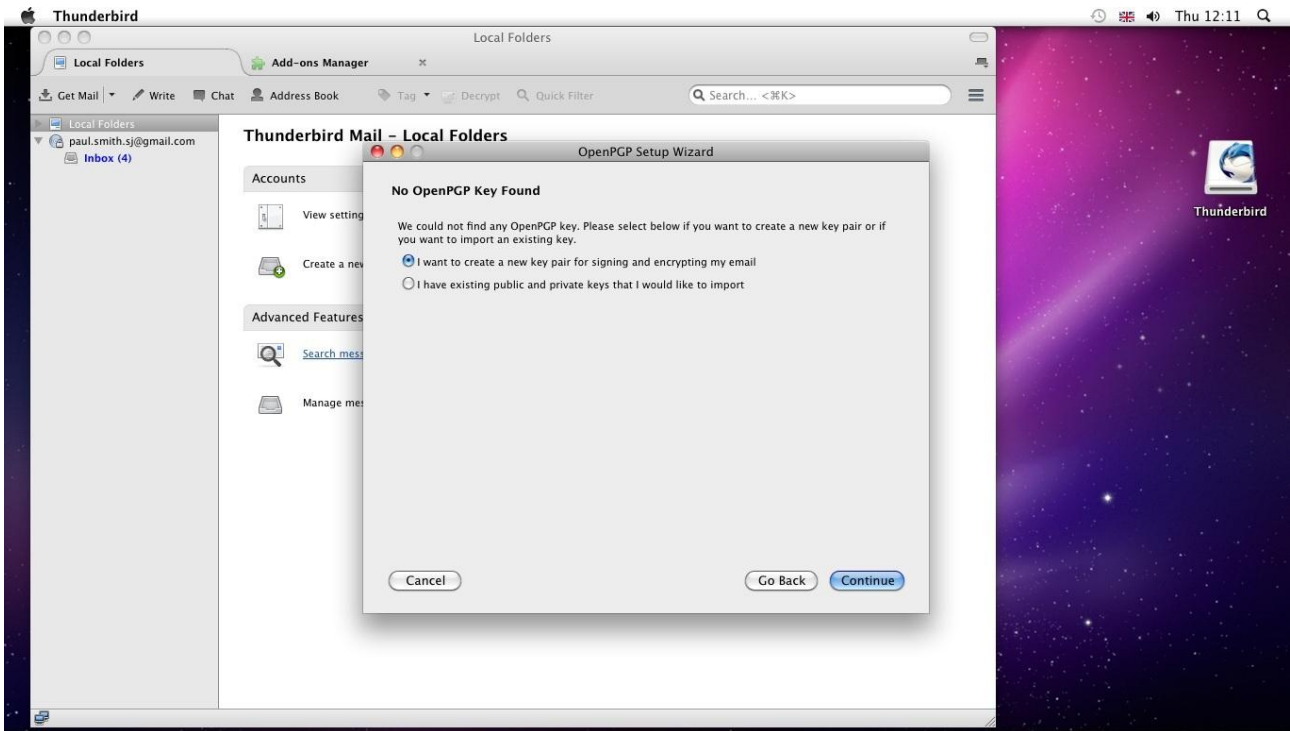 Thunderbird
Thu 12:11
Local Folders
Local Folders
Add-ons Manager
Get Mail
Write
Chat
Address Book
Tag
Decrypt
Quick Filter
Search... <⌘K>
Local Folders
paul.smith.sj@gmail.com
Inbox (4)
Thunderbird Mail – Local Folders
Accounts
View setting
Create a new
Advanced Features
Search mess
Manage mes
OpenPGP Setup Wizard
No OpenPGP Key Found
We could not find any OpenPGP key. Please select below if you want to create a new key pair or if
you want to import an existing key.
I want to create a new key pair for signing and encrypting my email
I have existing public and private keys that I would like to import
Cancel
Go Back
Continue
Thunderbird